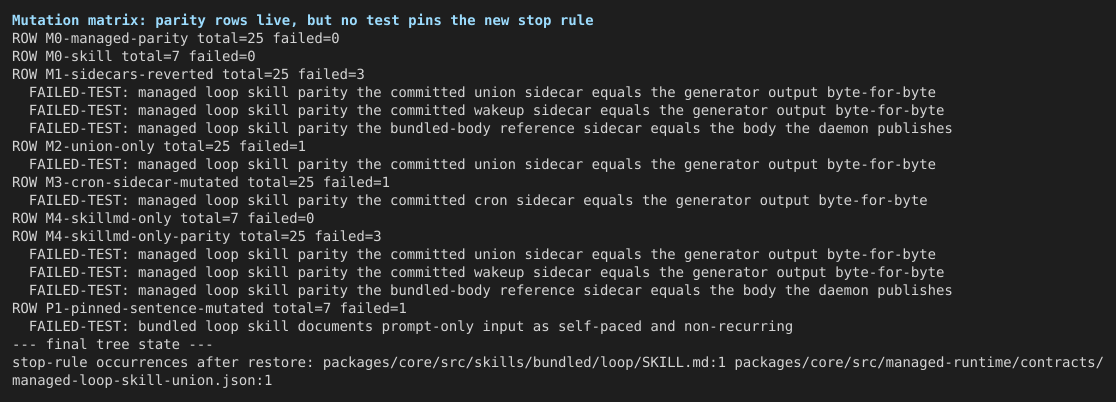 Mutation matrix: parity rows live, but no test pins the new stop rule
ROW M0-managed-parity total=25 failed=0
ROW M0-skill total=7 failed=0
ROW M1-sidecars-reverted total=25 failed=3
  FAILED-TEST: managed loop skill parity the committed union sidecar equals the generator output byte-for-byte
  FAILED-TEST: managed loop skill parity the committed wakeup sidecar equals the generator output byte-for-byte
  FAILED-TEST: managed loop skill parity the bundled-body reference sidecar equals the body the daemon publishes
ROW M2-union-only total=25 failed=1
  FAILED-TEST: managed loop skill parity the committed union sidecar equals the generator output byte-for-byte
ROW M3-cron-sidecar-mutated total=25 failed=1
  FAILED-TEST: managed loop skill parity the committed cron sidecar equals the generator output byte-for-byte
ROW M4-skillmd-only total=7 failed=0
ROW M4-skillmd-only-parity total=25 failed=3
  FAILED-TEST: managed loop skill parity the committed union sidecar equals the generator output byte-for-byte
  FAILED-TEST: managed loop skill parity the committed wakeup sidecar equals the generator output byte-for-byte
  FAILED-TEST: managed loop skill parity the bundled-body reference sidecar equals the body the daemon publishes
ROW P1-pinned-sentence-mutated total=7 failed=1
  FAILED-TEST: bundled loop skill documents prompt-only input as self-paced and non-recurring
--- final tree state ---
stop-rule occurrences after restore: packages/core/src/skills/bundled/loop/SKILL.md:1 packages/core/src/managed-runtime/contracts/
managed-loop-skill-union.json:1